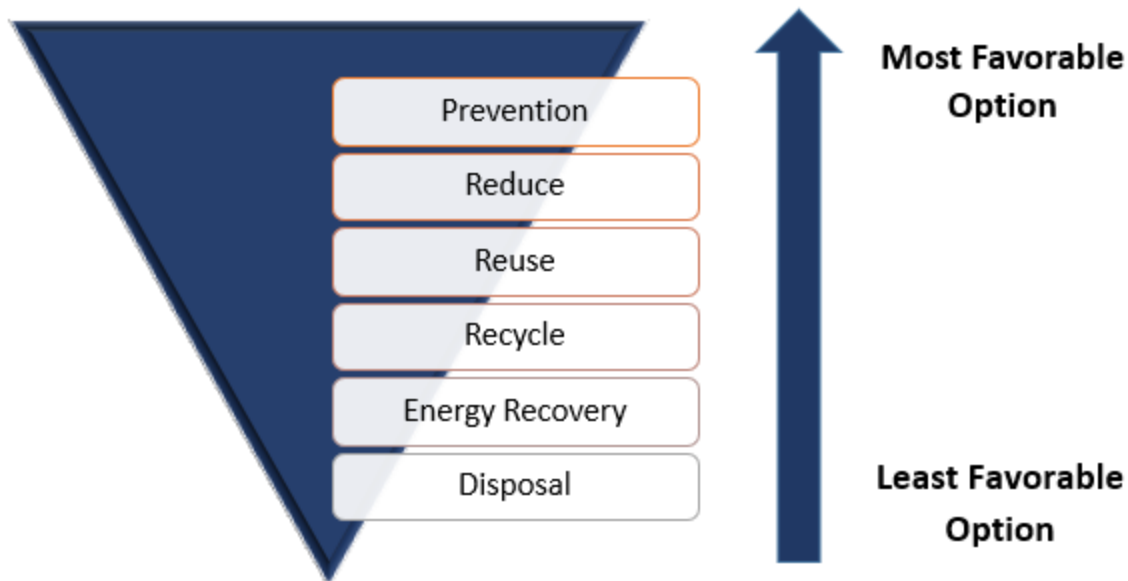 Prevention
Reduce
Reuse
Recycle
Energy Recovery
Disposal
Most Favorable
Option
Least Favorable
Option